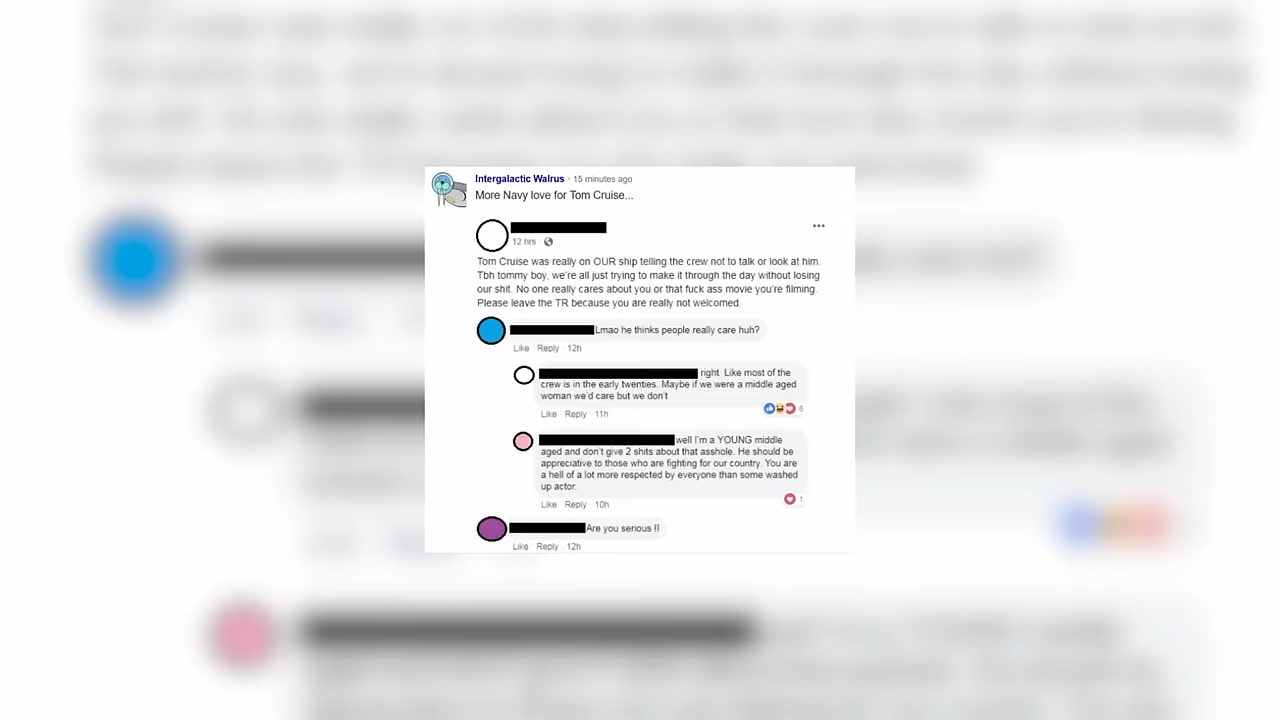 Intergalactic Walrus · 15 minutes ago
More Navy love for Tom Cruise...
12 hrs ·
Tom Cruise was really on OUR ship telling the crew not to talk or look at him.
Tbh tommy boy, we're all just trying to make it through the day without losing
our shit. No one really cares about you or that fuck ass movie you're filming.
Please leave the TR because you are really not welcomed.
Lmao he thinks people really care huh?
Like Reply 12h
right. Like most of the
crew is in the early twenties. Maybe if we were a middle aged
woman we'd care but we don't
8
Like Reply 11h
well I'm a YOUNG middle
aged and don't give 2 shits about that asshole. He should be
appreciative to those who are fighting for our country. You are
a hell of a lot more respected by everyone than some washed
up actor.
1
Like Reply 10h
Are you serious !!
Like Reply 12h